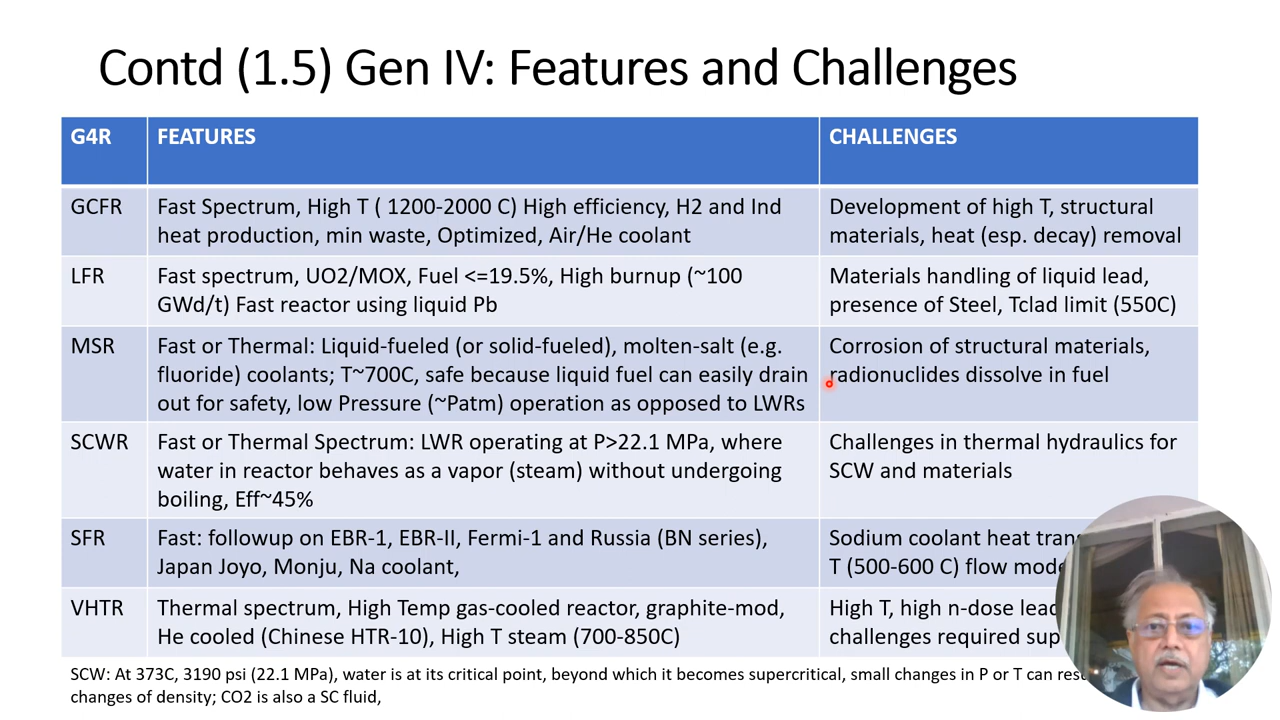 Contd (1.5) Gen IV: Features and Challenges
G4R FEATURES CHALLENGES
GCFR
Fast Spectrum, High T ( 1200-2000 C) High efficiency, H2 and Ind
heat production, min waste, Optimized, Air/He coolant
Development of high T, structural
materials, heat (esp. decay) removal
LFR
Fast spectrum, UO2/MOX, Fuel <=19.5%, High burnup (~100
GWd/t) Fast reactor using liquid Pb
Materials handling of liquid lead,
presence of Steel, Tclad limit (550C)
MSR
Fast or Thermal: Liquid-fueled (or solid-fueled), molten-salt (e.g.
fluoride) coolants; T~700C, safe because liquid fuel can easily drain
out for safety, low Pressure (~Patm) operation as opposed to LWRs
Corrosion of structural materials,
radionuclides dissolve in fuel
SCWR
Fast or Thermal Spectrum: LWR operating at P>22.1 MPa, where
water in reactor behaves as a vapor (steam) without undergoing
boiling, Eff~45%
Challenges in thermal hydraulics for
SCW and materials
SFR
Fast: followup on EBR-1, EBR-II, Fermi-1 and Russia (BN series),
Japan Joyo, Monju, Na coolant,
Sodium coolant heat
T (500-600 C) flow
VHTR
Thermal spectrum, High Temp gas-cooled reactor, graphite-mod,
He cooled (Chinese HTR-10), High T steam (700-850C)
High T, high n-dose
challenges required
SCW: At 373C, 3190 psi (22.1 MPa), water is at its critical point, beyond which it becomes supercritical, small changes in P or T can
changes of density; CO2 is also a SC fluid,